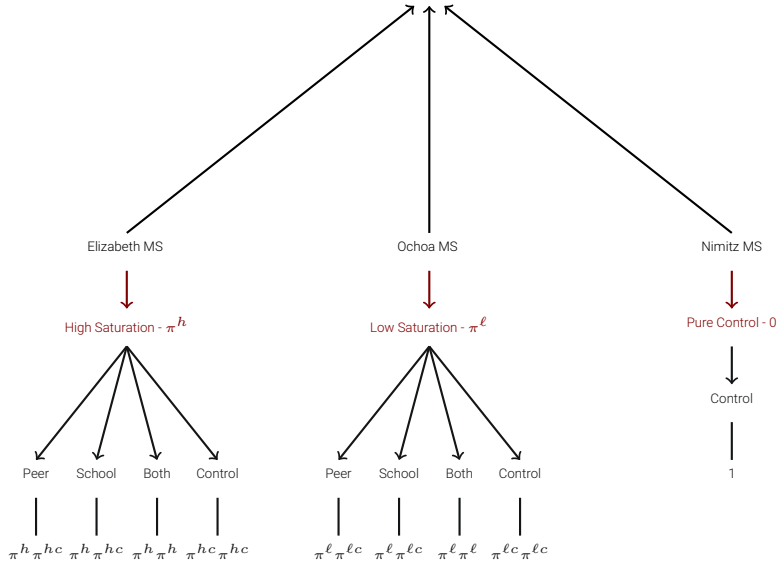 Elizabeth MS Ochoa MS Nimitz MS
High Saturation - π^h Low Saturation - π^ℓ Pure Control - 0
Control
Peer School Both Control Peer School Both Control 1
π^h π^{hc} π^h π^{hc} π^h π^h π^{hc} π^{hc} π^ℓ π^{ℓc} π^ℓ π^{ℓc} π^ℓ π^ℓ π^{ℓc} π^{ℓc}